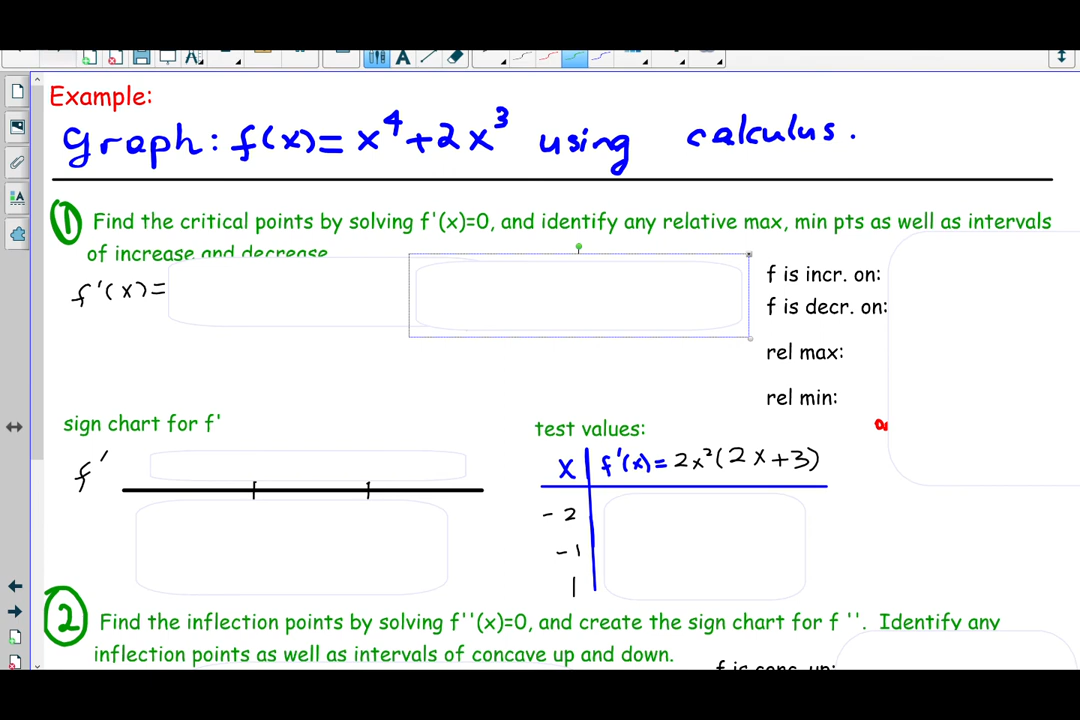 Example:
Graph: f(x)= x⁴+2x³ using calculus.
① Find the critical points by solving f'(x)=0, and identify any relative max, min pts as well as intervals
of increase and decrease
f'(x)=
f is incr. on:
f is decr. on:
rel max:
rel min:
sign chart for f'
f'
test values:
x f'(x)= 2x²(2x+3)
-2
-1
1
② Find the inflection points by solving f''(x)=0, and create the sign chart for f ''. Identify any
inflection points as well as intervals of concave up and down.
f is conc. up: